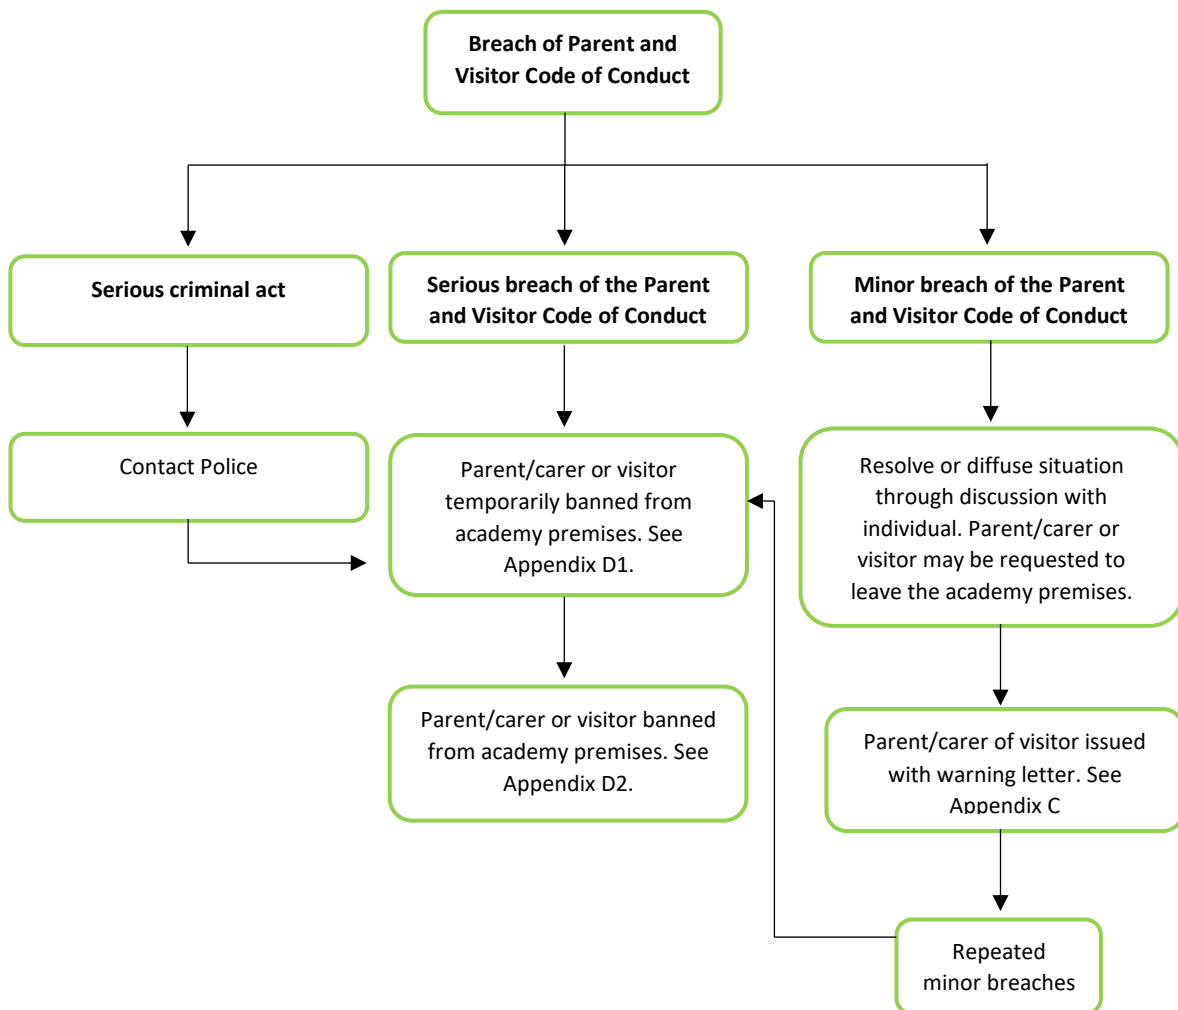 Breach of Parent and
Visitor Code of Conduct
Serious criminal act
Serious breach of the Parent
and Visitor Code of Conduct
Minor breach of the Parent
and Visitor Code of Conduct
Contact Police
Parent/carer or visitor
temporarily banned from
academy premises. See
Appendix D1.
Resolve or diffuse situation
through discussion with
individual. Parent/carer or
visitor may be requested to
leave the academy premises.
Parent/carer or visitor banned
from academy premises. See
Appendix D2.
Parent/carer of visitor issued
with warning letter. See
Appendix C
Repeated
minor breaches